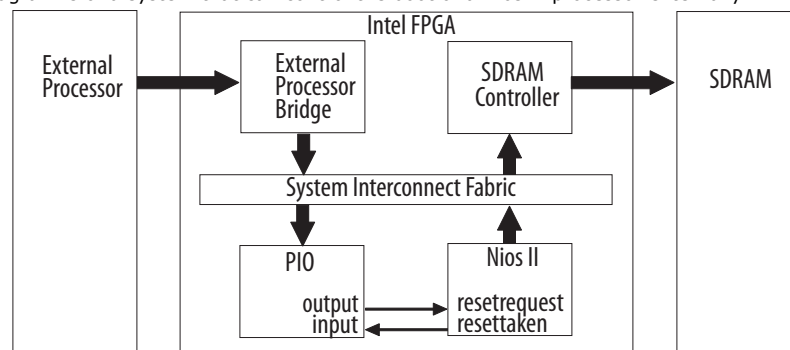 Intel FPGA
External
Processor
External
Processor
Bridge
SDRAM
Controller
SDRAM
System Interconnect Fabric
PIO
Nios II
output
input
resetrequest
resettaken